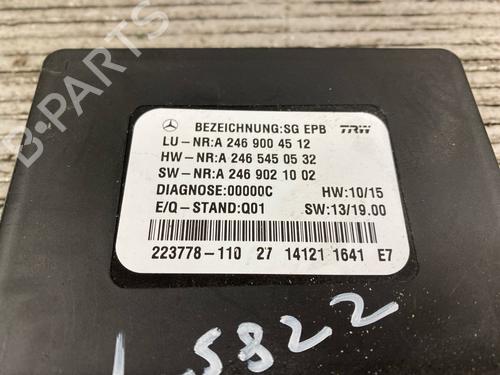 BEZEICHNUNG:SG EPB TRW
LU-NR:A 246 900 45 12
HW-NR:A 246 545 05 32
SW-NR:A 246 902 10 02
DIAGNOSE:00000C HW:10/15
E/Q-STAND:Q01 SW:13/19.00
223778-110 27 14121 1641 E7
5822
B-PARTS